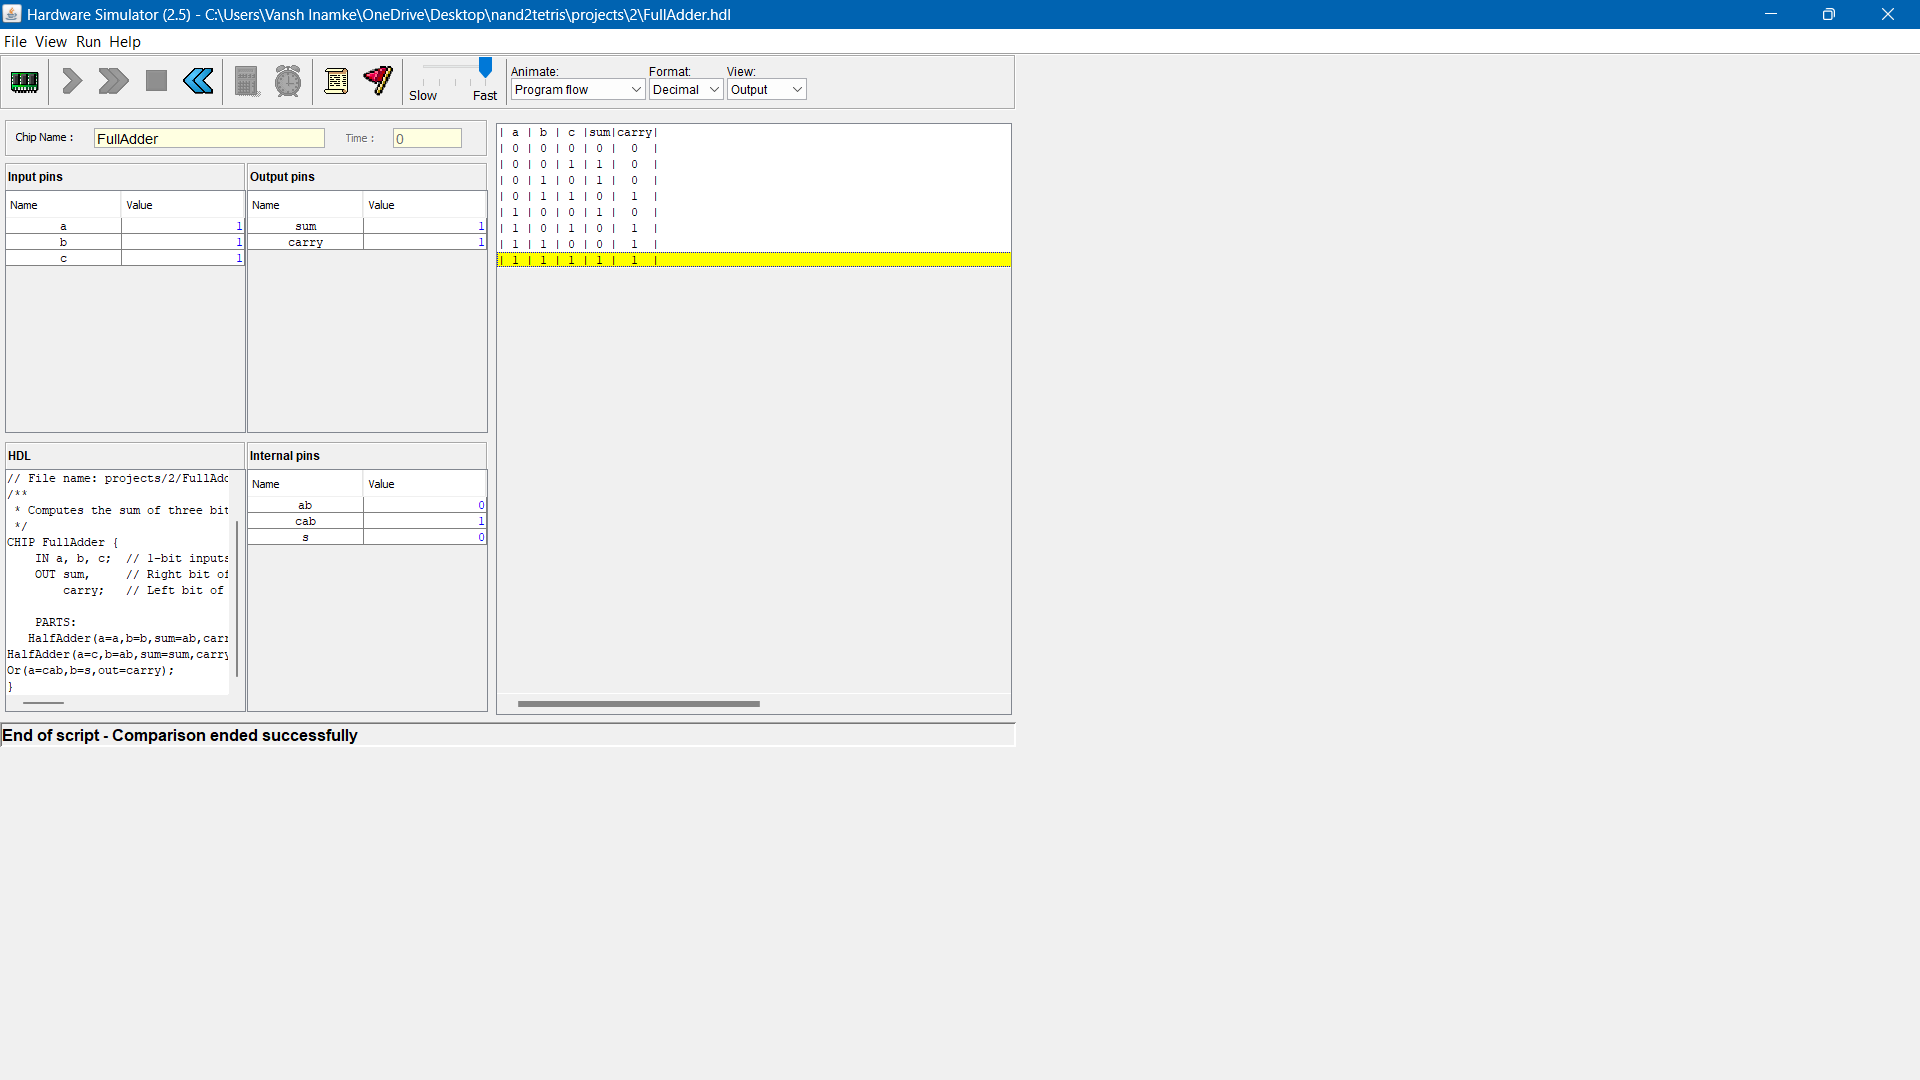 Hardware Simulator (2.5) - C:\Users\Vansh Inamke\OneDrive\Desktop\nand2tetris\projects\2\FullAdder.hdl
File View Run Help
Slow Fast
Animate: Format: View:
Program flow Decimal Output
Chip Name : FullAdder Time : 0
Input pins
Name Value
a 1
b 1
c 1
Output pins
Name Value
sum 1
carry 1
HDL
// File name: projects/2/FullAdd
/**
* Computes the sum of three bit
*/
CHIP FullAdder {
IN a, b, c; // 1-bit inputs
OUT sum, // Right bit of
carry; // Left bit of
PARTS:
HalfAdder(a=a,b=b,sum=ab,carr
HalfAdder(a=c,b=ab,sum=sum,carry
Or(a=cab,b=s,out=carry);
}
Internal pins
Name Value
ab 0
cab 1
s 0
| a | b | c |sum|carry|
| 0 | 0 | 0 | 0 | 0 |
| 0 | 0 | 1 | 1 | 0 |
| 0 | 1 | 0 | 1 | 0 |
| 0 | 1 | 1 | 0 | 1 |
| 1 | 0 | 0 | 1 | 0 |
| 1 | 0 | 1 | 0 | 1 |
| 1 | 1 | 0 | 0 | 1 |
| 1 | 1 | 1 | 1 | 1 |
End of script - Comparison ended successfully